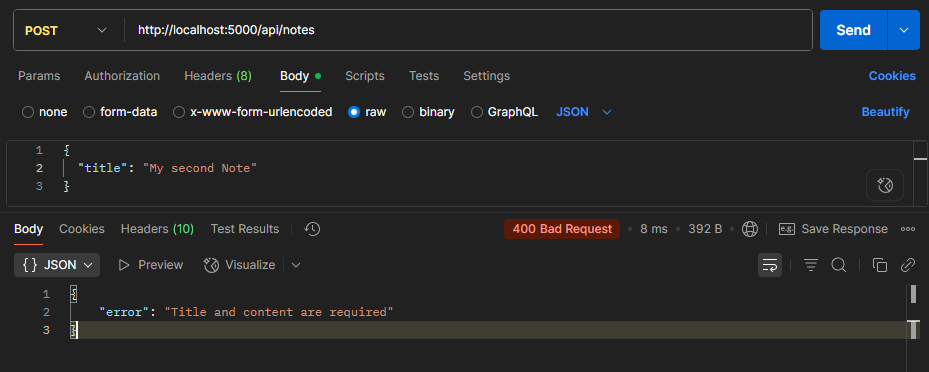 POST http://localhost:5000/api/notes Send
Params Authorization Headers (8) Body Scripts Tests Settings Cookies
none form-data x-www-form-urlencoded raw binary GraphQL JSON Beautify
1 {
2 "title": "My second Note"
3 }
Body Cookies Headers (10) Test Results 400 Bad Request • 8 ms • 392 B • e.g. Save Response
{} JSON Preview Visualize
1 {
2 "error": "Title and content are required"
3 }